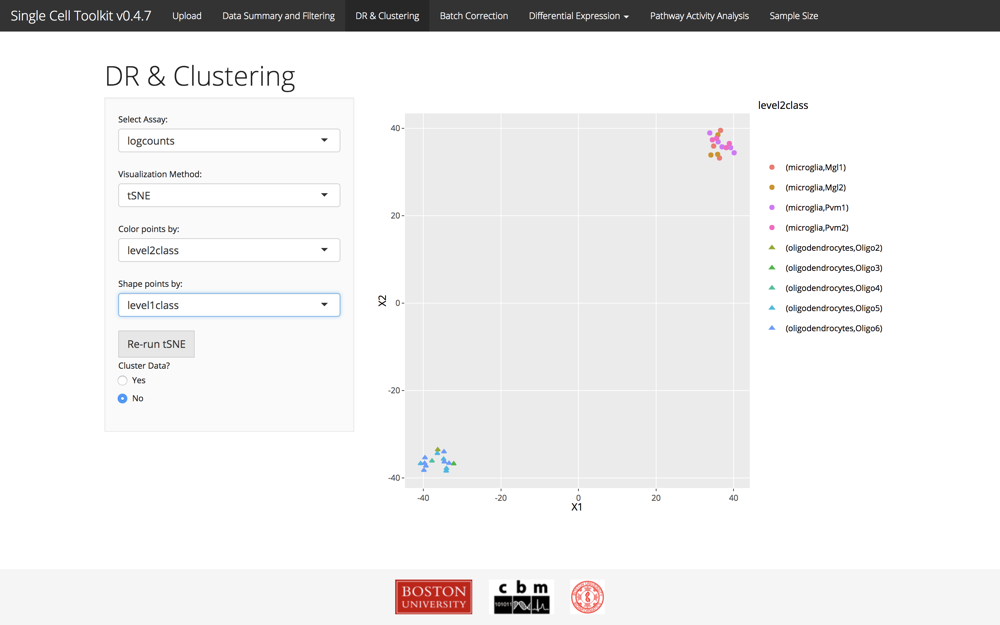 Single Cell Toolkit v0.4.7 Upload Data Summary and Filtering DR & Clustering Batch Correction Differential Expression Pathway Activity Analysis Sample Size
DR & Clustering
Select Assay:
logcounts
Visualization Method:
tSNE
Color points by:
level2class
Shape points by:
level1class
Re-run tSNE
Cluster Data?
Yes
No
40
20
0
-20
-40
X2
-40 -20 0 20 40
X1
level2class
(microglia,Mgl1)
(microglia,Mgl2)
(microglia,Pvm1)
(microglia,Pvm2)
(oligodendrocytes,Oligo2)
(oligodendrocytes,Oligo3)
(oligodendrocytes,Oligo4)
(oligodendrocytes,Oligo5)
(oligodendrocytes,Oligo6)
BOSTON
UNIVERSITY
cbm